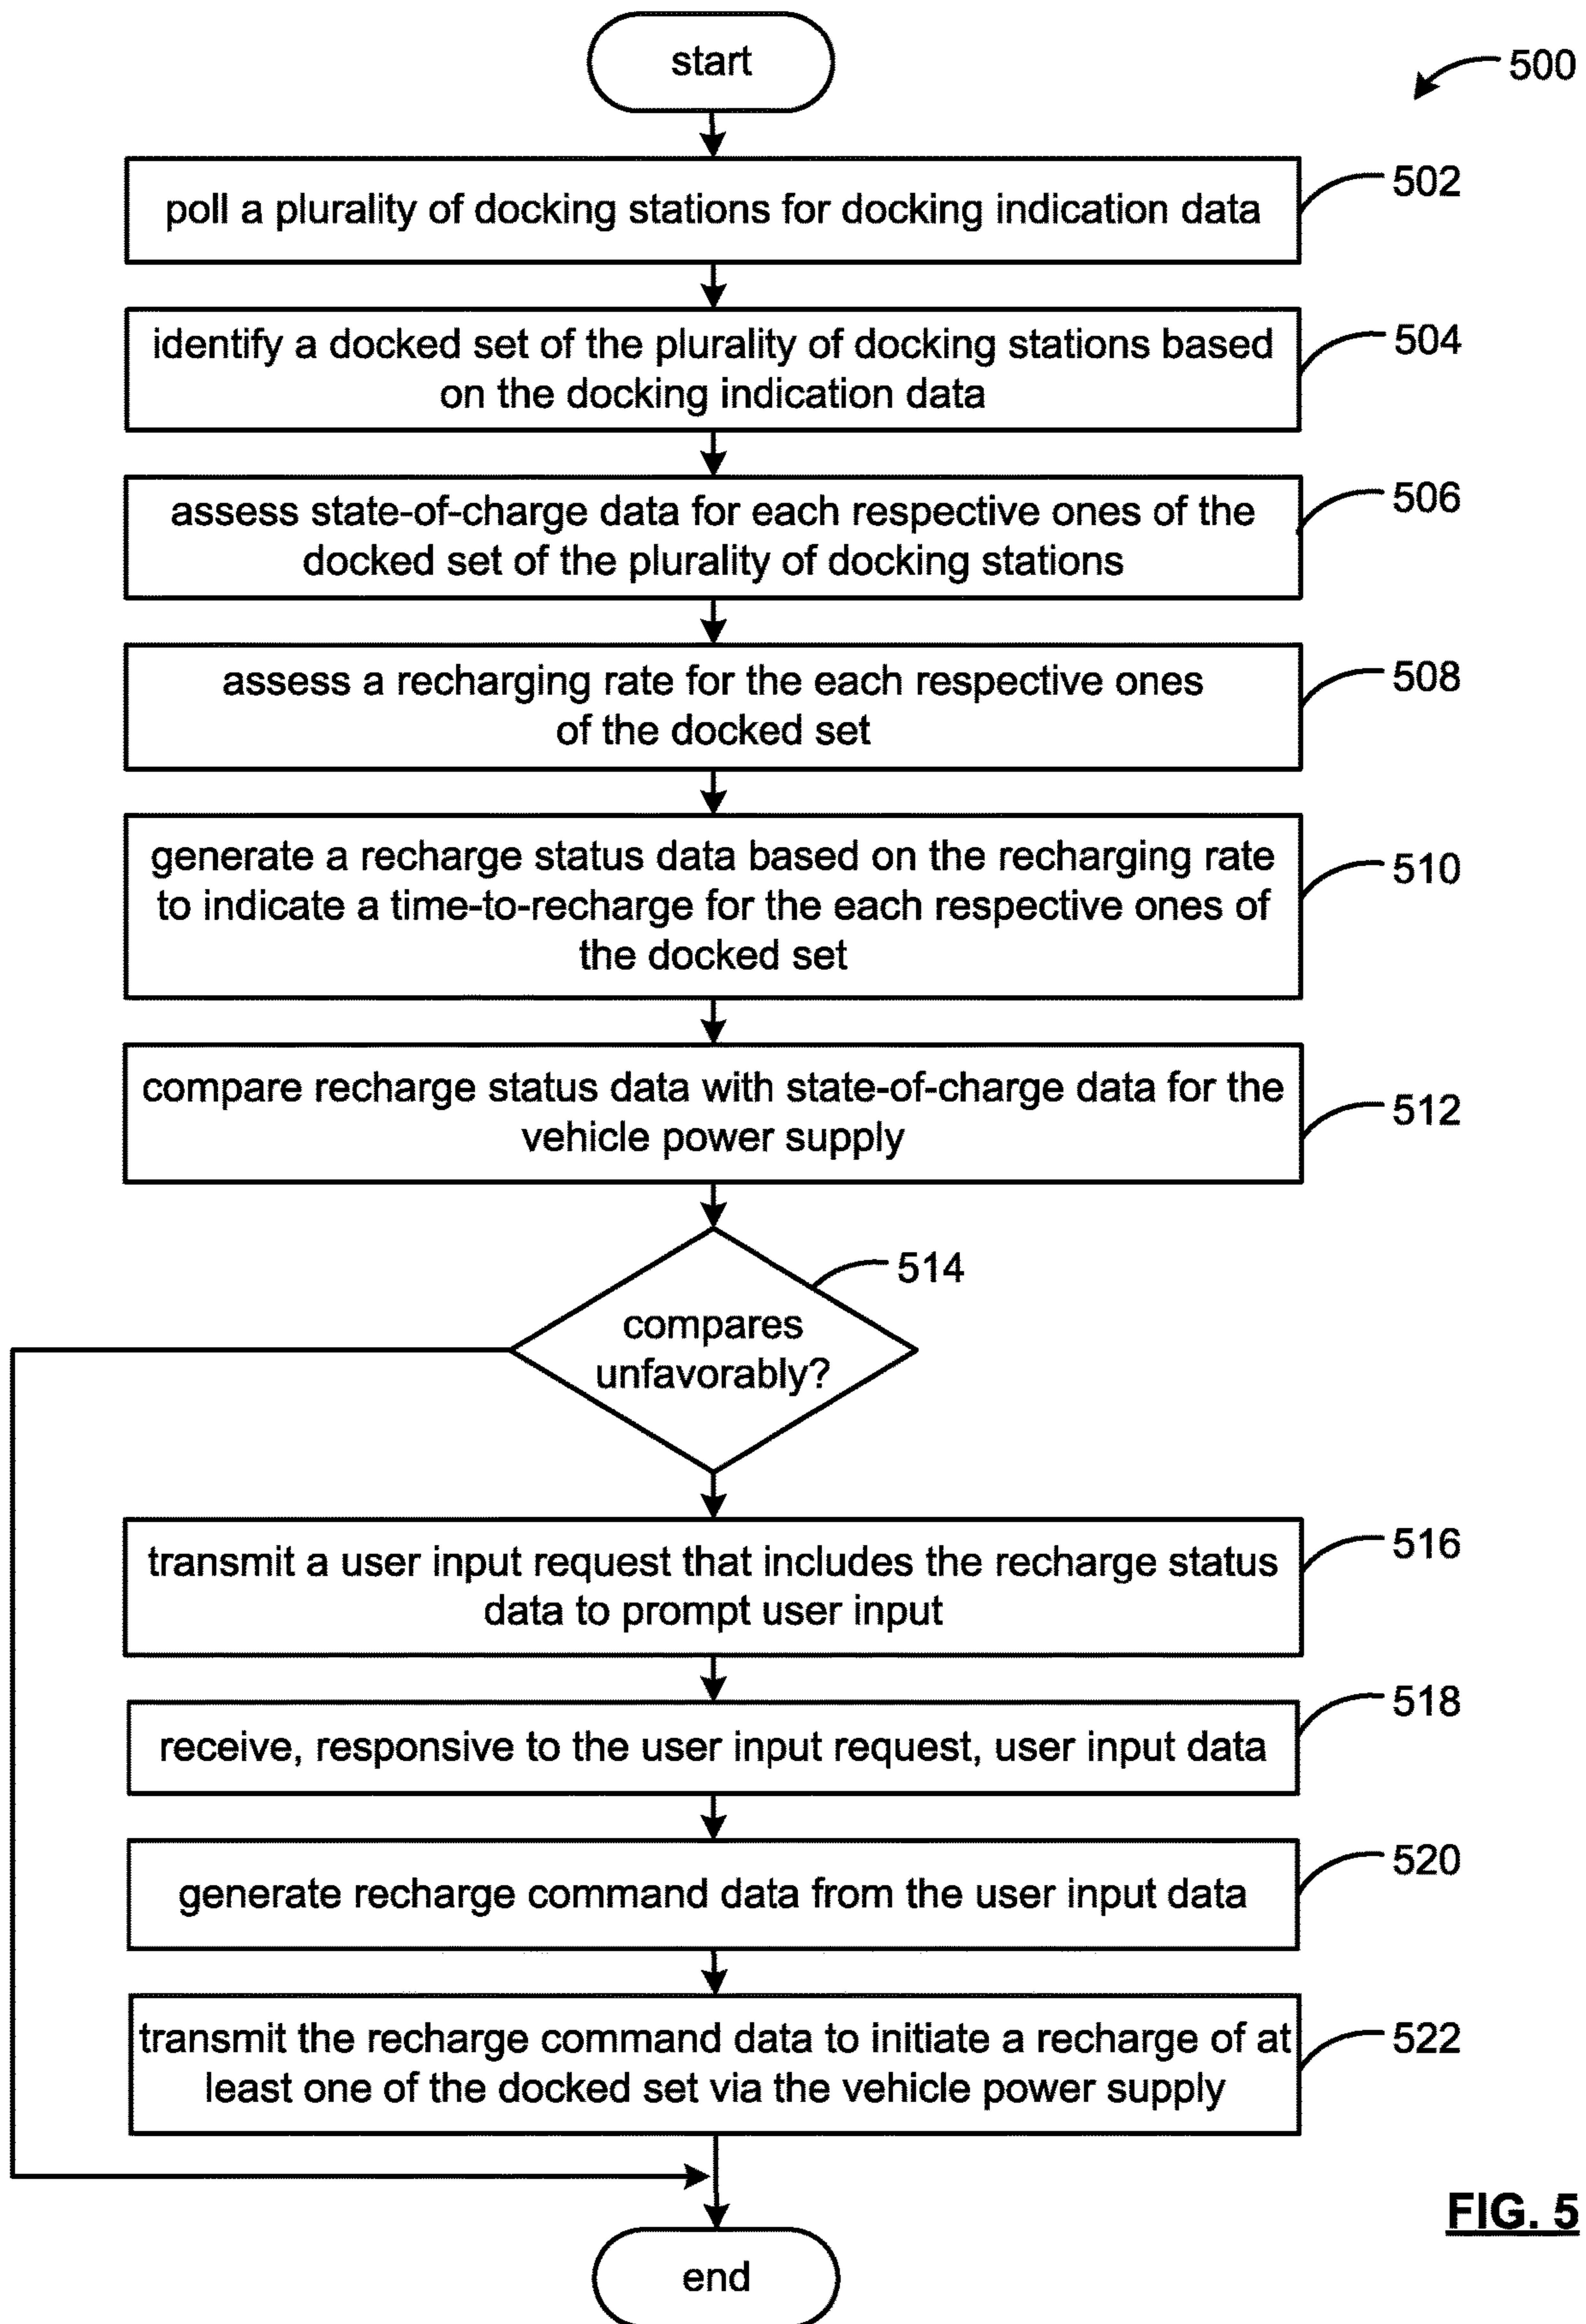 start
500
poll a plurality of docking stations for docking indication data
502
identify a docked set of the plurality of docking stations based
on the docking indication data
504
assess state-of-charge data for each respective ones of the
docked set of the plurality of docking stations
506
assess a recharging rate for the each respective ones
of the docked set
508
generate a recharge status data based on the recharging rate
to indicate a time-to-recharge for the each respective ones of
the docked set
510
compare recharge status data with state-of-charge data for the
vehicle power supply
512
514
compares
unfavorably?
transmit a user input request that includes the recharge status
data to prompt user input
516
receive, responsive to the user input request, user input data
518
generate recharge command data from the user input data
520
transmit the recharge command data to initiate a recharge of at
least one of the docked set via the vehicle power supply
522
FIG. 5
end